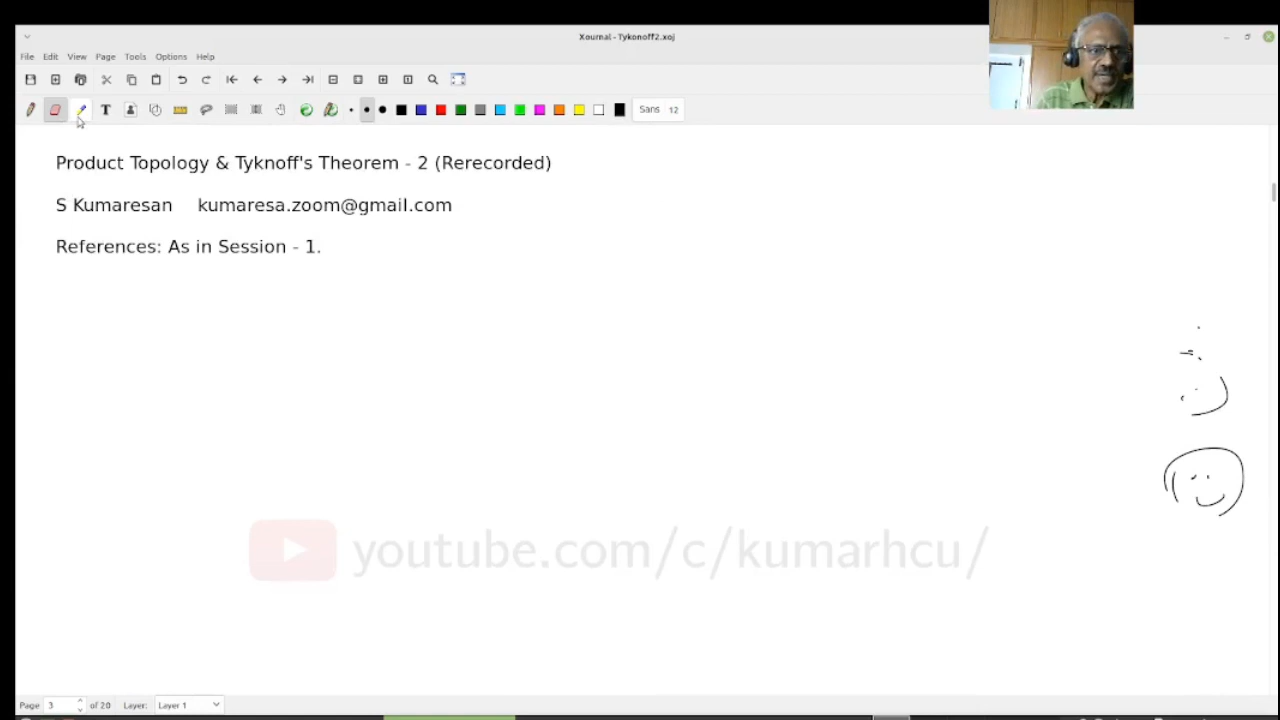 Xournal - Tykonoff2.xoj
File Edit View Page Tools Options Help
T Sans 12
Product Topology & Tyknoff's Theorem - 2 (Rerecorded)
S Kumaresan kumaresa.zoom@gmail.com
References: As in Session - 1.
youtube.com/c/kumarhcu/
Page 3 of 20 Layer: Layer 1